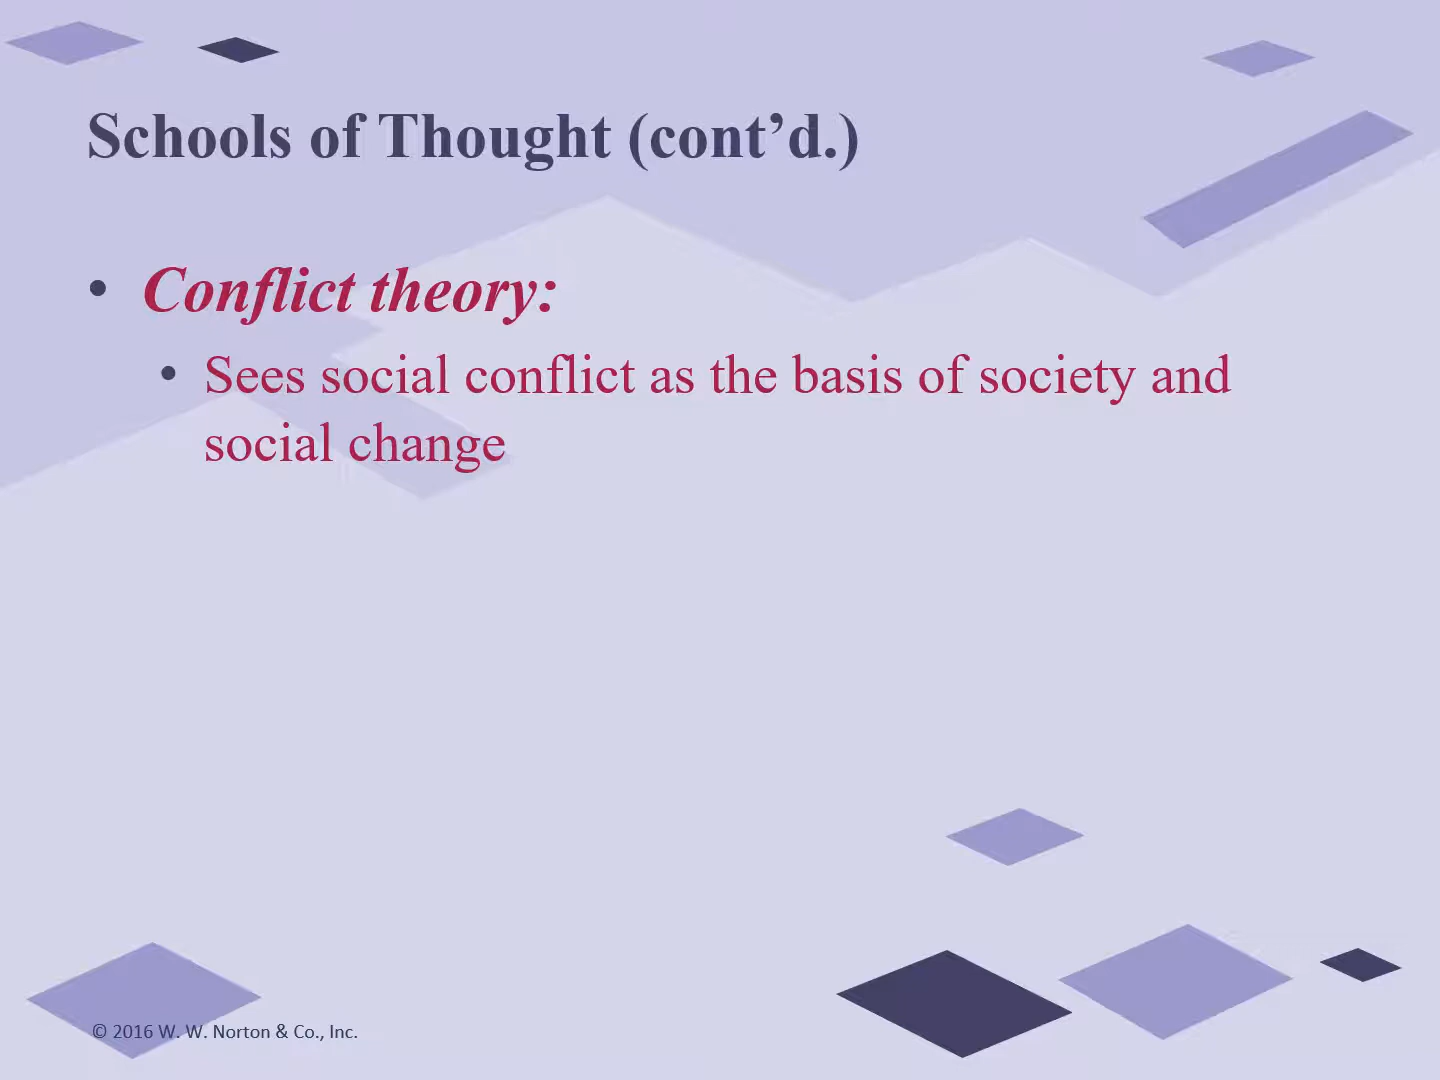 Schools of Thought (cont’d.)
• Conflict theory:
• Sees social conflict as the basis of society and
social change
© 2016 W. W. Norton & Co., Inc.